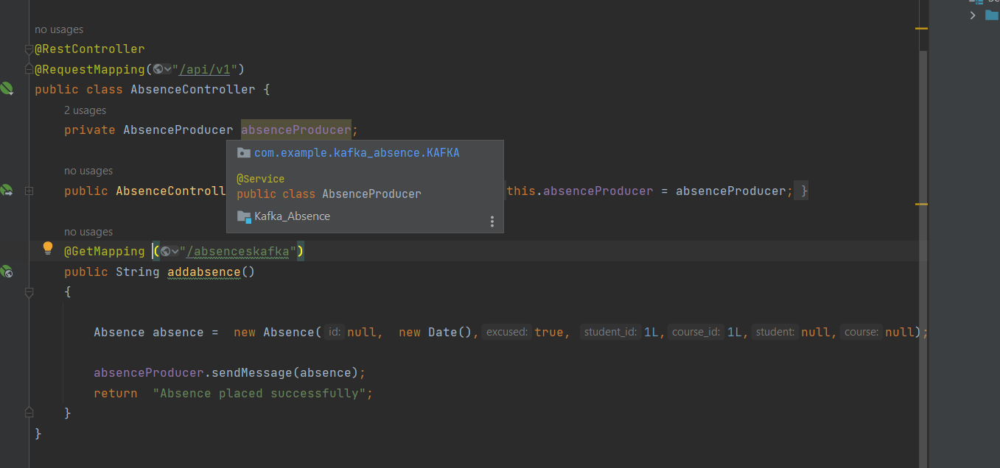 no usages
@RestController
@RequestMapping("/api/v1")
public class AbsenceController {
2 usages
private AbsenceProducer absenceProducer;
com.example.kafka_absence.KAFKA
@Service
public class AbsenceProducer
Kafka_Absence
no usages
public AbsenceControll this.absenceProducer = absenceProducer; }
no usages
@GetMapping ("/absenceskafka")
public String addabsence()
{
Absence absence = new Absence( id: null, new Date(), excused: true, student_id: 1L, course_id: 1L, student: null, course: null);
absenceProducer.sendMessage(absence);
return "Absence placed successfully";
}
}